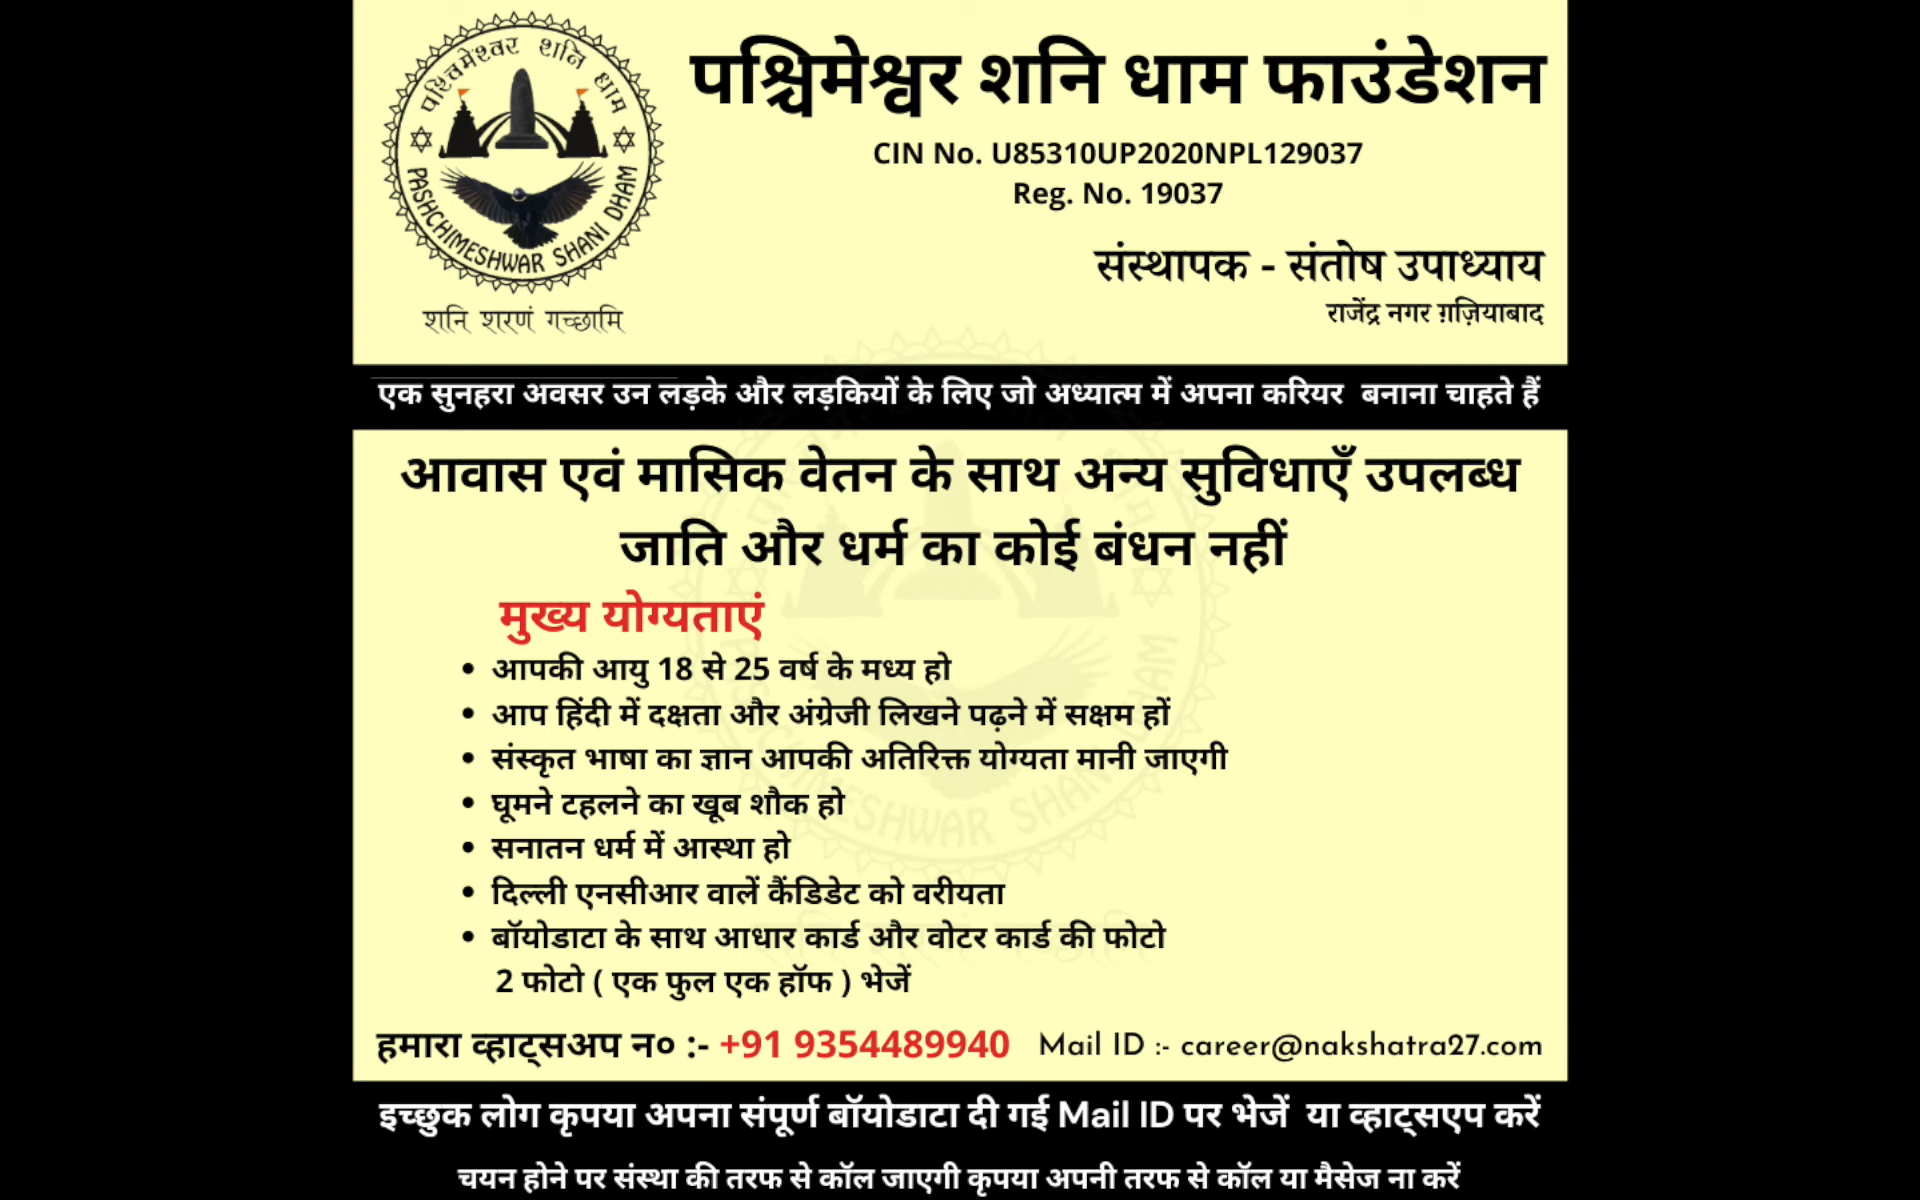 पश्चिमेश्वर शनि धाम
PASHCHIMESHWAR SHANI DHAM
शनि शरणं गच्छामि
पश्चिमेश्वर शनि धाम फाउंडेशन
CIN No. U85310UP2020NPL129037
Reg. No. 19037
संस्थापक - संतोष उपाध्याय
राजेंद्र नगर ग़ज़ियाबाद
एक सुनहरा अवसर उन लड़के और लड़कियों के लिए जो अध्यात्म में अपना करियर बनाना चाहते हैं
आवास एवं मासिक वेतन के साथ अन्य सुविधाएँ उपलब्ध
जाति और धर्म का कोई बंधन नहीं
मुख्य योग्यताएं
• आपकी आयु 18 से 25 वर्ष के मध्य हो
• आप हिंदी में दक्षता और अंग्रेजी लिखने पढ़ने में सक्षम हों
• संस्कृत भाषा का ज्ञान आपकी अतिरिक्त योग्यता मानी जाएगी
• घूमने टहलने का खूब शौक हो
• सनातन धर्म में आस्था हो
• दिल्ली एनसीआर वालें कैंडिडेट को वरीयता
• बॉयोडाटा के साथ आधार कार्ड और वोटर कार्ड की फोटो
2 फोटो ( एक फुल एक हॉफ ) भेजें
हमारा व्हाट्सअप न० :- +91 9354489940 Mail ID :- career@nakshatra27.com
इच्छुक लोग कृपया अपना संपूर्ण बॉयोडाटा दी गई Mail ID पर भेजें या व्हाट्सएप करें
चयन होने पर संस्था की तरफ से कॉल जाएगी कृपया अपनी तरफ से कॉल या मैसेज ना करें